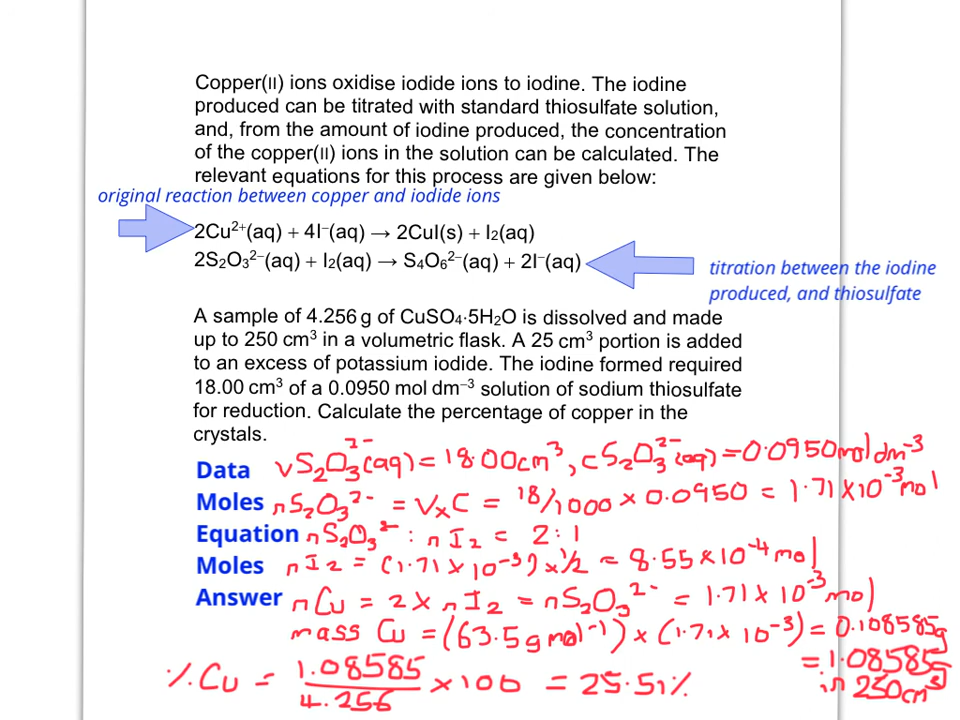 Copper(II) ions oxidise iodide ions to iodine. The iodine
produced can be titrated with standard thiosulfate solution,
and, from the amount of iodine produced, the concentration
of the copper(II) ions in the solution can be calculated. The
relevant equations for this process are given below:
original reaction between copper and iodide ions
2Cu²⁺(aq) + 4I⁻(aq) → 2CuI(s) + I₂(aq)
2S₂O₃²⁻(aq) + I₂(aq) → S₄O₆²⁻(aq) + 2I⁻(aq)
titration between the iodine
produced, and thiosulfate
A sample of 4.256 g of CuSO₄·5H₂O is dissolved and made
up to 250 cm³ in a volumetric flask. A 25 cm³ portion is added
to an excess of potassium iodide. The iodine formed required
18.00 cm³ of a 0.0950 mol dm⁻³ solution of sodium thiosulfate
for reduction. Calculate the percentage of copper in the
crystals.
Data vS₂O₃²⁻(aq) = 18.00cm³, cS₂O₃²⁻(aq) = 0.0950mol dm⁻³
Moles nS₂O₃²⁻ = V×C = 18/1000 × 0.0950 = 1.71 × 10⁻³ mol
Equation nS₂O₃²⁻ : nI₂ = 2:1
Moles nI₂ = (1.71 × 10⁻³) × 1/2 = 8.55 × 10⁻⁴ mol
Answer nCu = 2 × nI₂ = nS₂O₃²⁻ = 1.71 × 10⁻³ mol
mass Cu = (63.5g mol⁻¹) × (1.71 × 10⁻³) = 0.108585g
= 1.08585g
in 250cm³
% Cu = 1.08585/4.256 × 100 = 25.51%